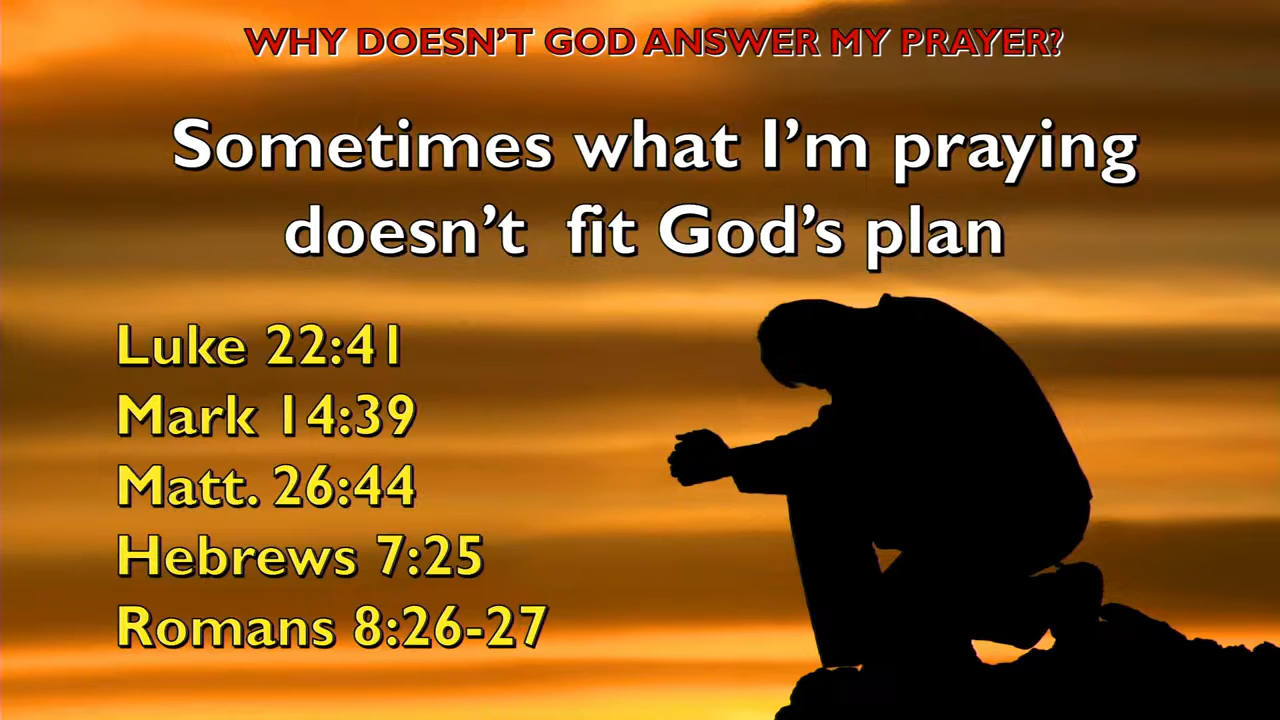 WHY DOESN’T GOD ANSWER MY PRAYER?
Sometimes what I’m praying
doesn’t fit God’s plan
Luke 22:41
Mark 14:39
Matt. 26:44
Hebrews 7:25
Romans 8:26-27